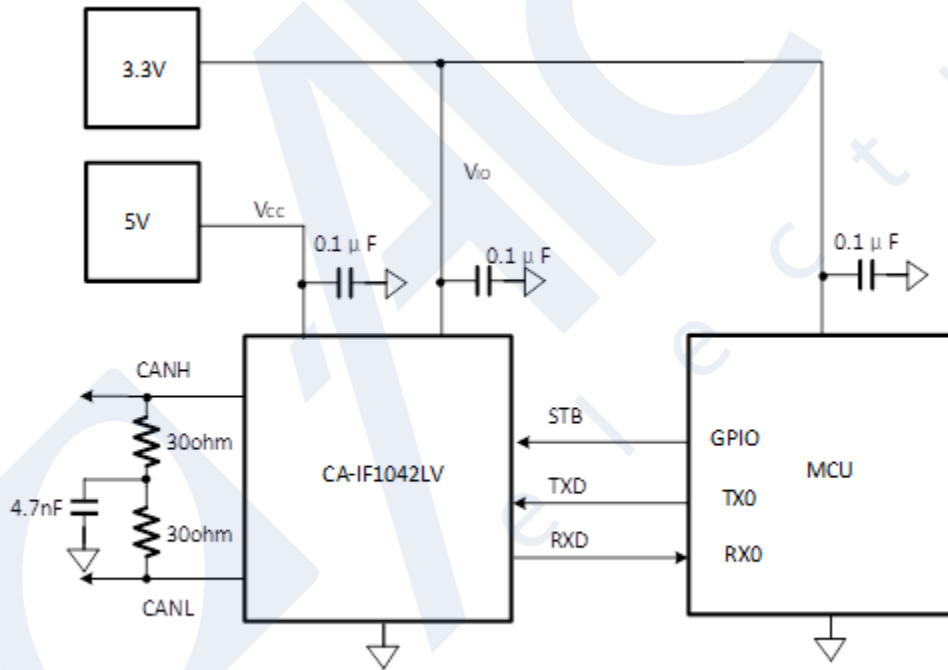 3.3V
5V
Vcc
VIO
0.1 μ F
0.1 μ F
0.1 μ F
CANH
30ohm
4.7nF
30ohm
CANL
CA-IF1042LV
STB
TXD
RXD
GPIO
TX0
RX0
MCU
e l e c t